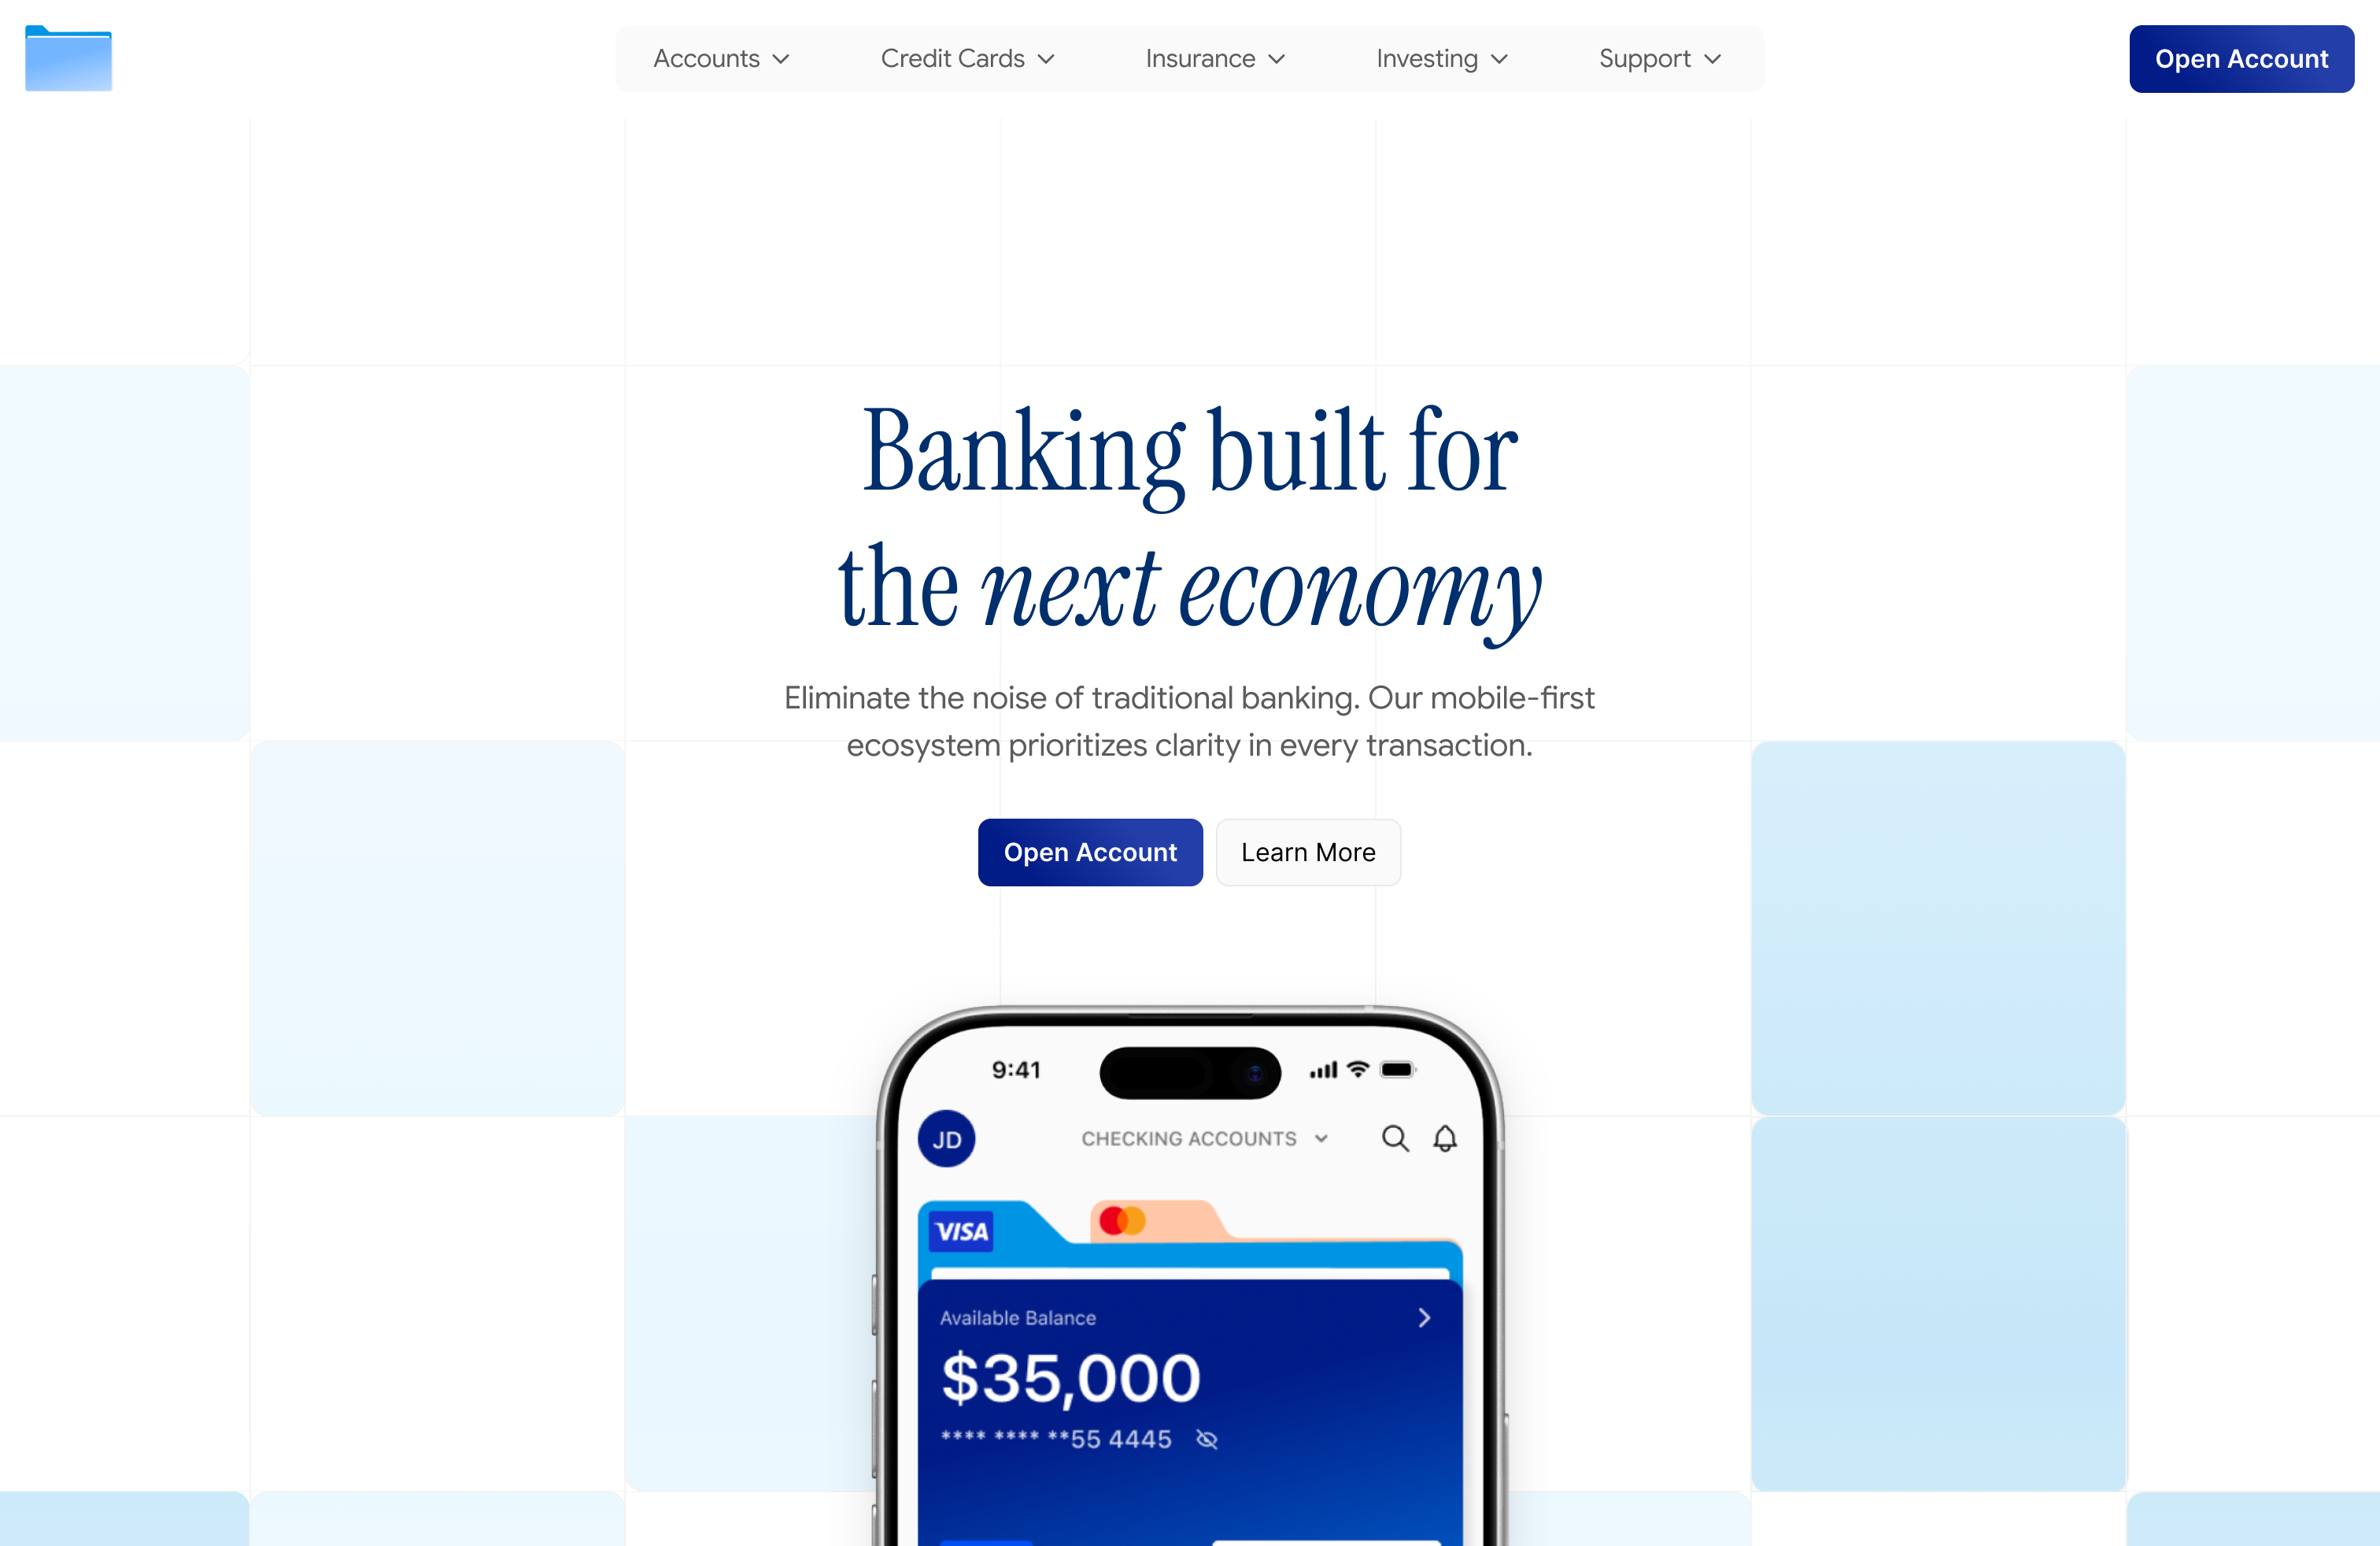 Accounts
Credit Cards
Insurance
Investing
Support
Open Account
Banking built for
the next economy
Eliminate the noise of traditional banking. Our mobile-first
ecosystem prioritizes clarity in every transaction.
Open Account
Learn More
9:41
JD
CHECKING ACCOUNTS
VISA
Available Balance
$35,000
**** **** **55 4445